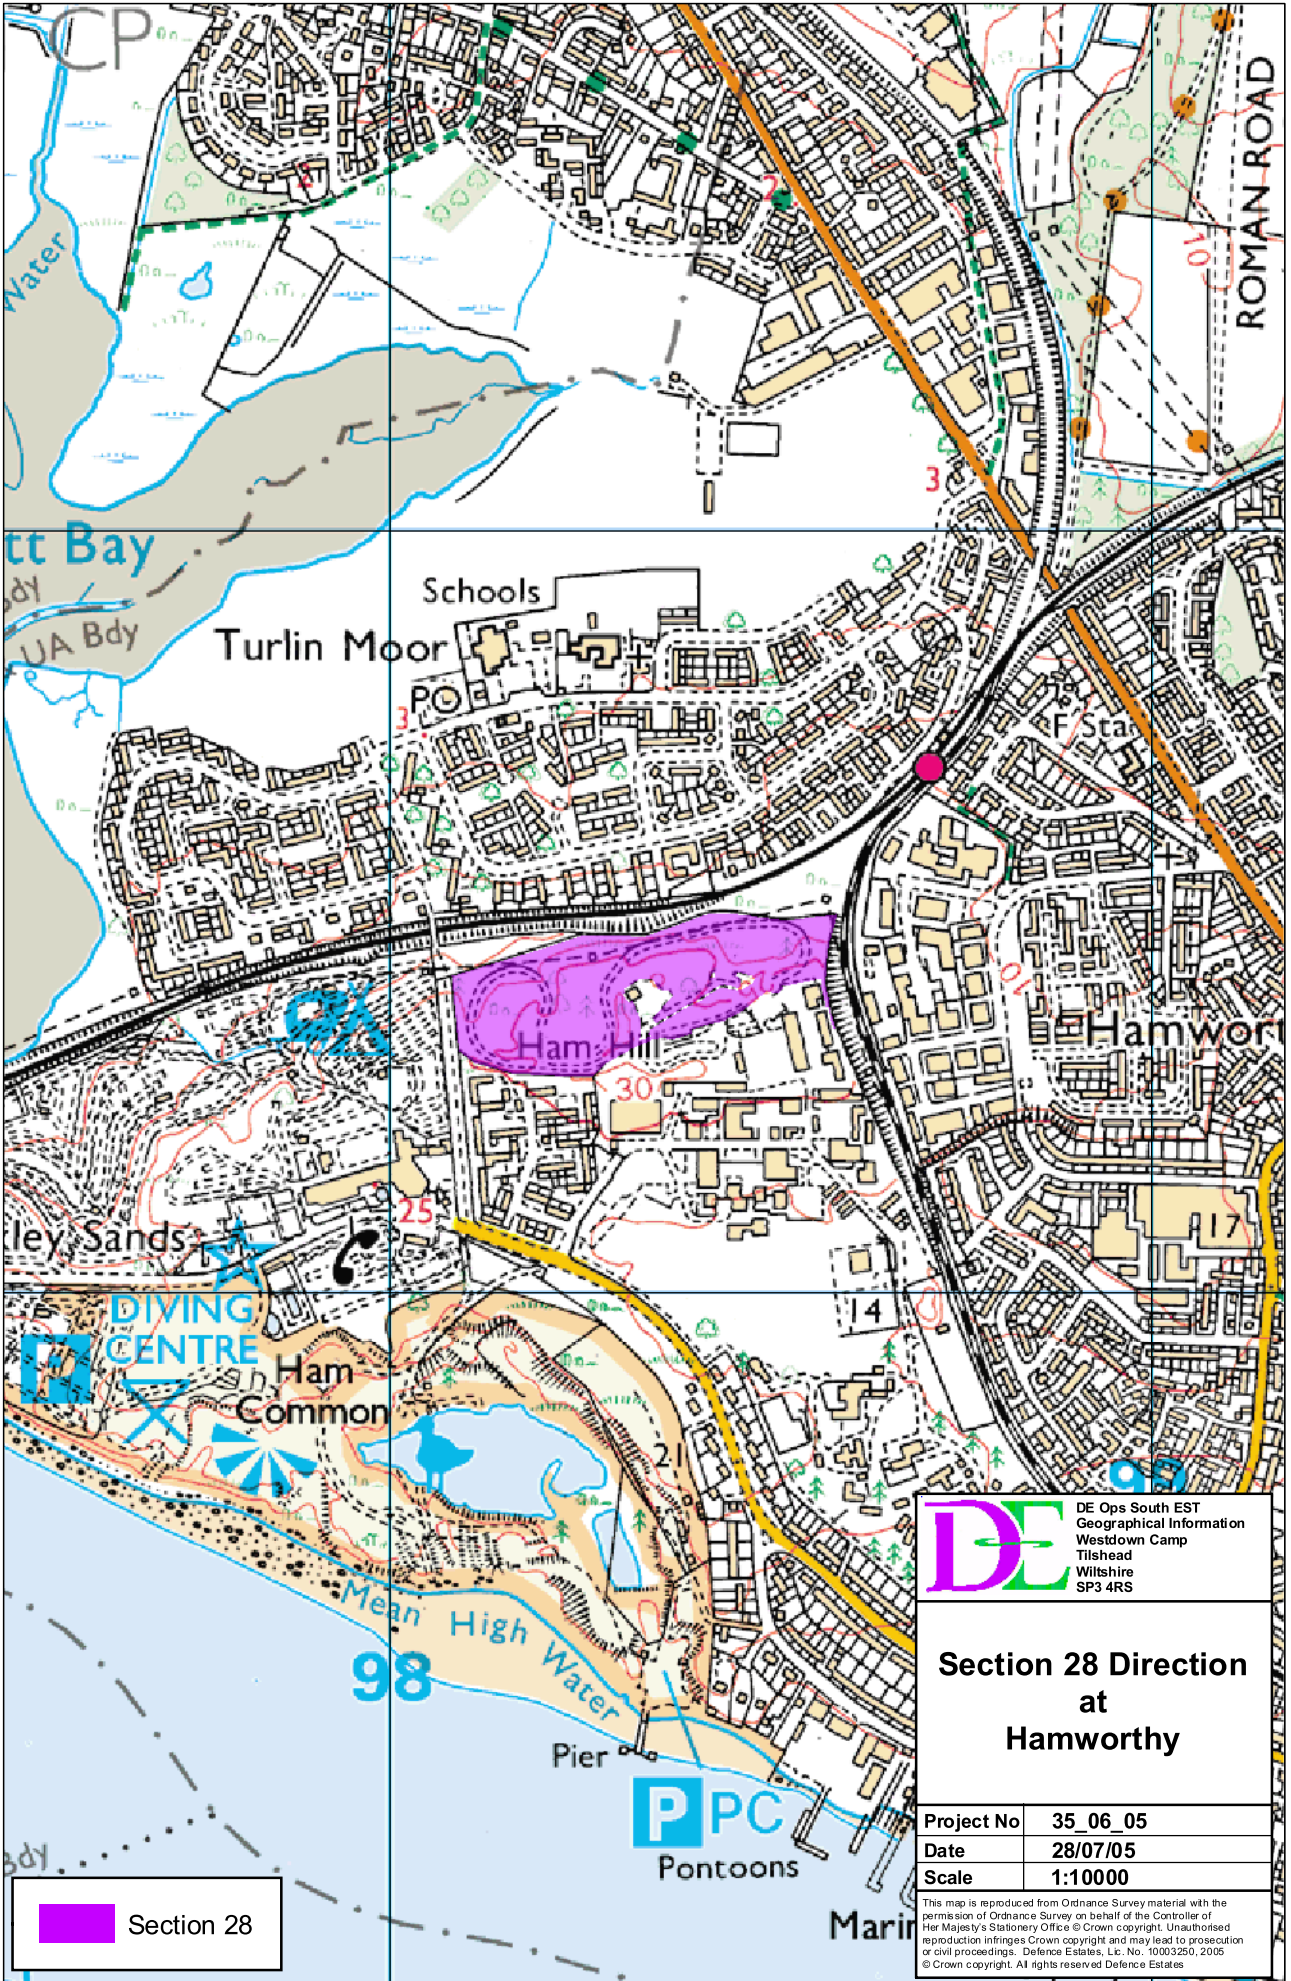 CP
Water
2
2
10
ROMAN ROAD
3
tt Bay
Bdy
UA Bdy
Schools
Turlin Moor
P
3
F Sta
Ham Hill
30
10
Hamwor
25
kley Sands
17
DIVING
CENTRE
P
14
Ham
Common
21
Mean High Water
98
Pier
P PC
Pontoons
Marin
Bdy
Section 28
DE
DE Ops South EST
Geographical Information
Westdown Camp
Tilshead
Wiltshire
SP3 4RS
Section 28 Direction
at
Hamworthy
Project No 35_06_05
Date 28/07/05
Scale 1:10000
This map is reproduced from Ordnance Survey material with the
permission of Ordnance Survey on behalf of the Controller of
Her Majesty's Stationery Office © Crown copyright. Unauthorised
reproduction infringes Crown copyright and may lead to prosecution
or civil proceedings. Defence Estates, Lic. No. 10003250, 2005
© Crown copyright. All rights reserved Defence Estates